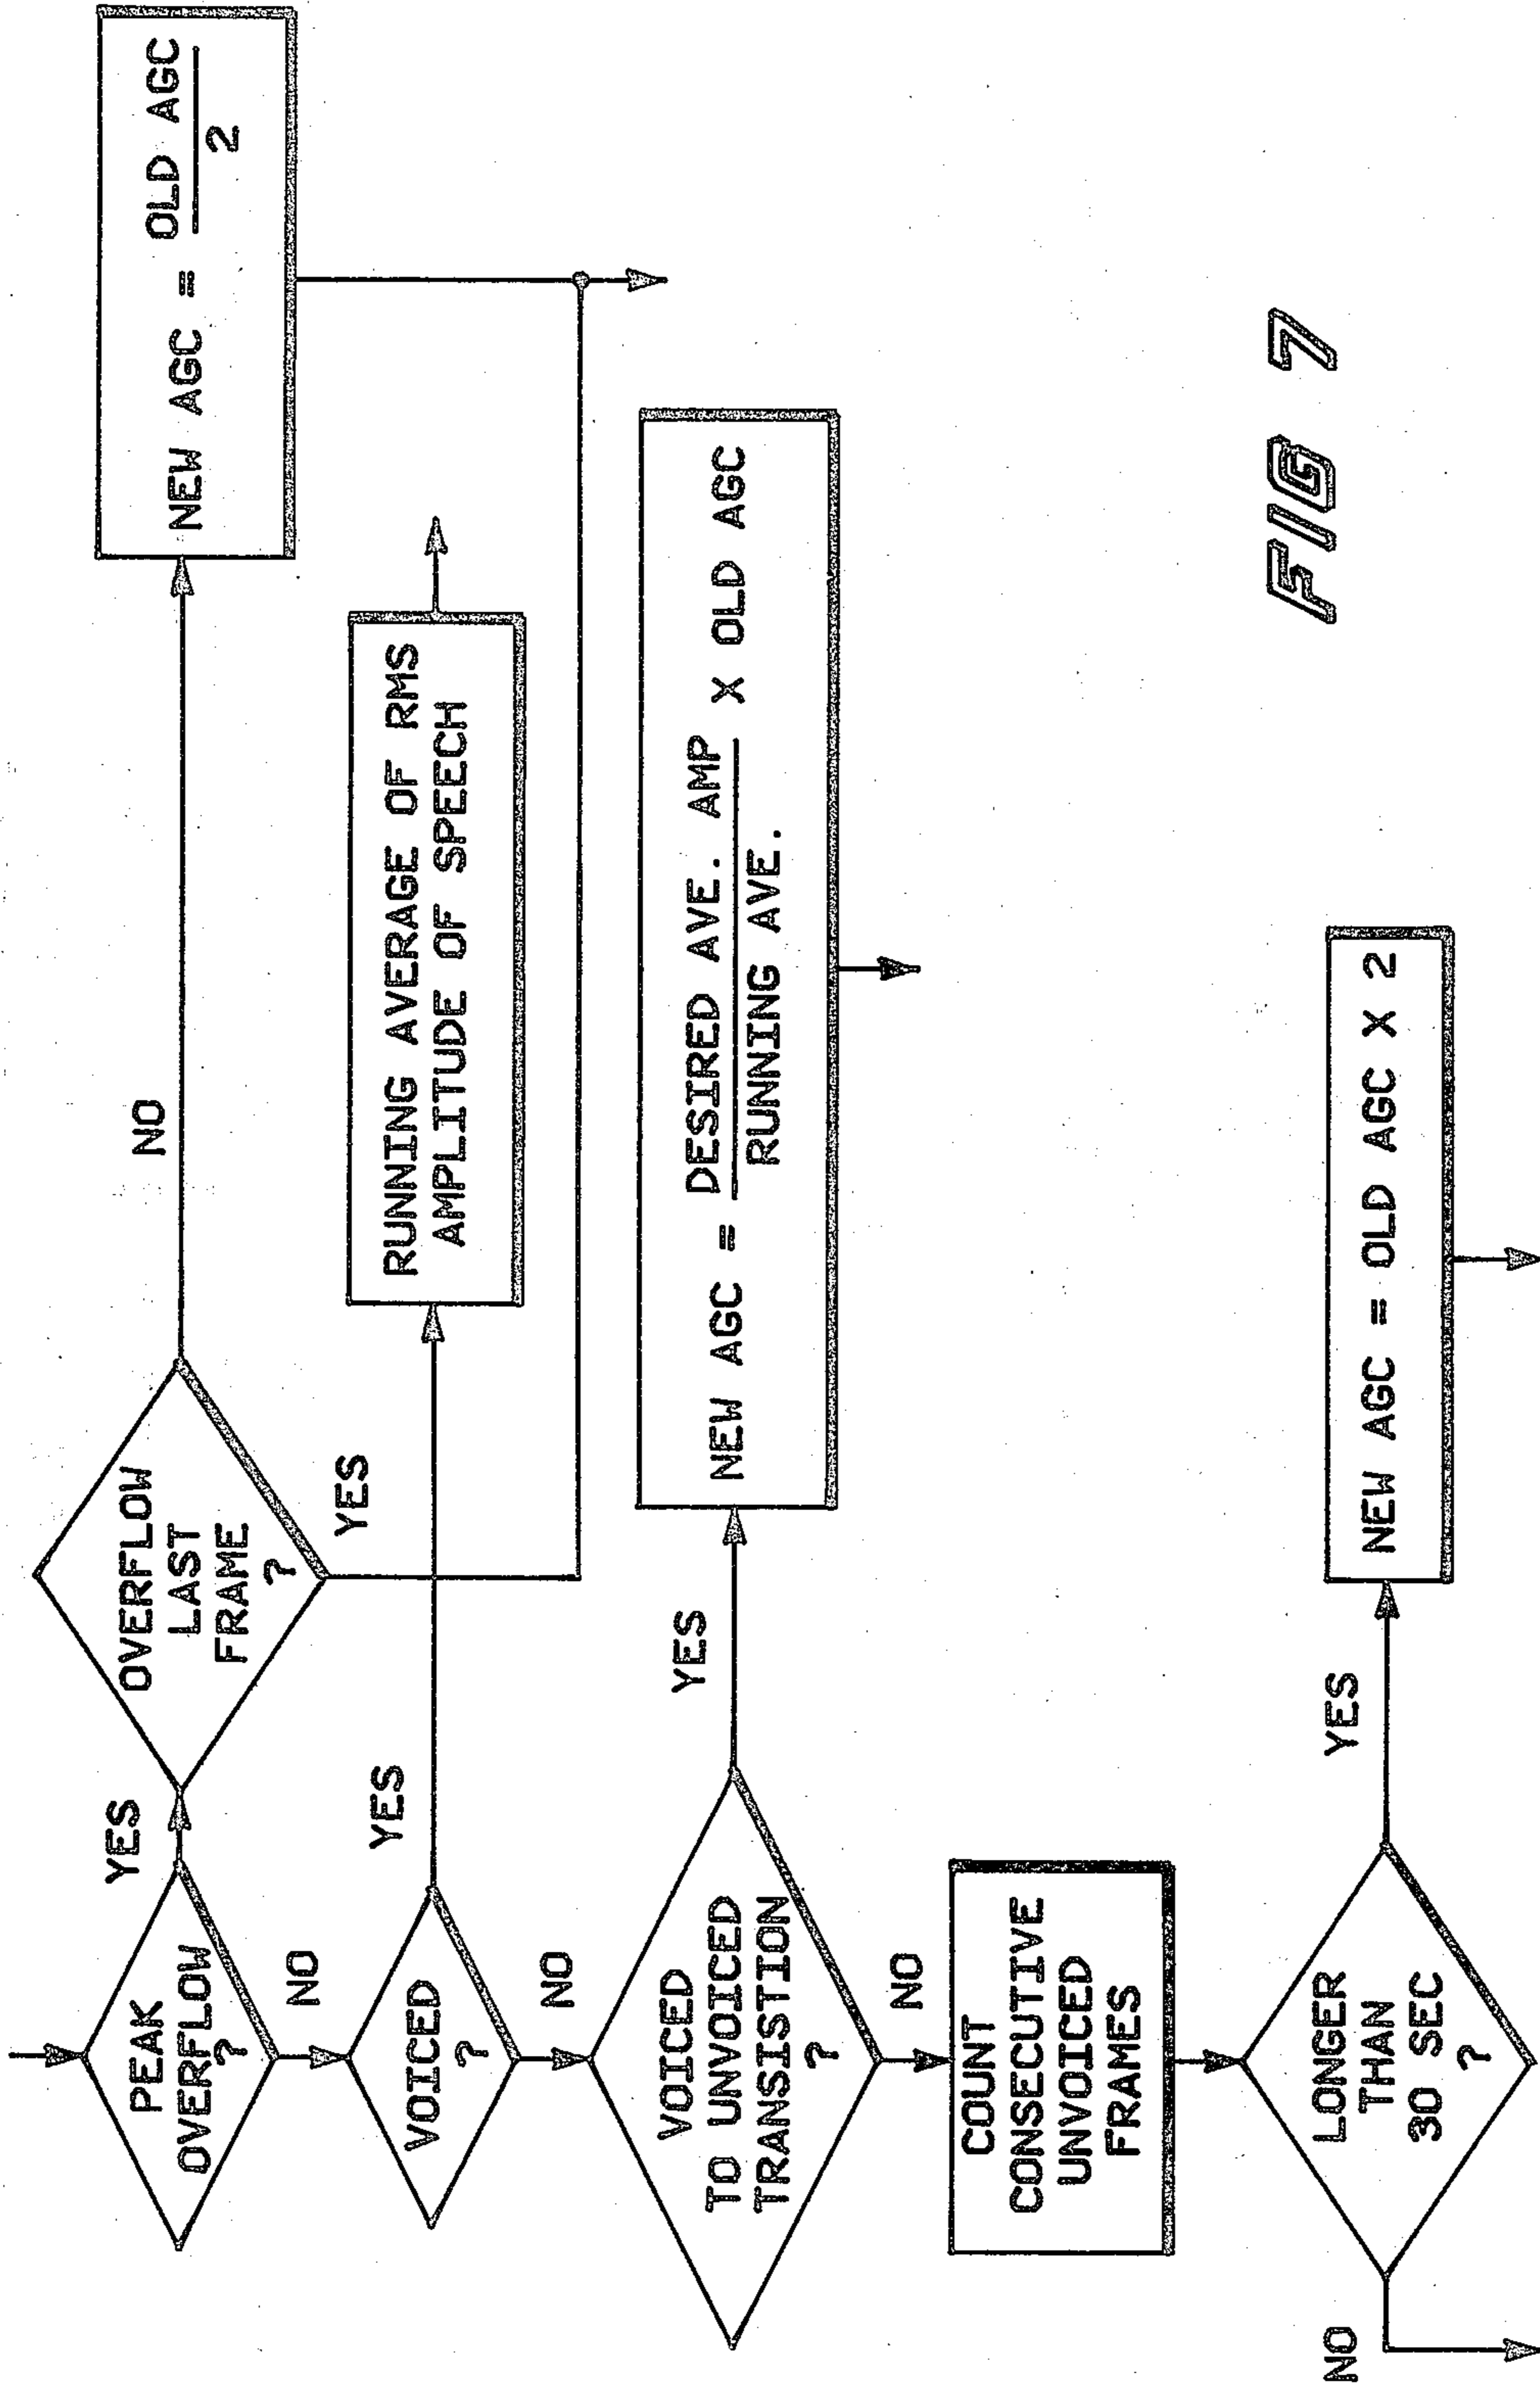 PEAK
OVERFLOW
?
YES
OVERFLOW
LAST
FRAME
?
NO
NEW AGC = OLD AGC
2
YES
NO
VOICED
?
YES
RUNNING AVERAGE OF RMS
AMPLITUDE OF SPEECH
NO
VOICED
TO UNVOICED
TRANSISTION
?
YES
NEW AGC = DESIRED AVE. AMP X OLD AGC
RUNNING AVE.
NO
COUNT
CONSECUTIVE
UNVOICED
FRAMES
LONGER
THAN
30 SEC
?
YES
NEW AGC = OLD AGC X 2
NO
FIG 7